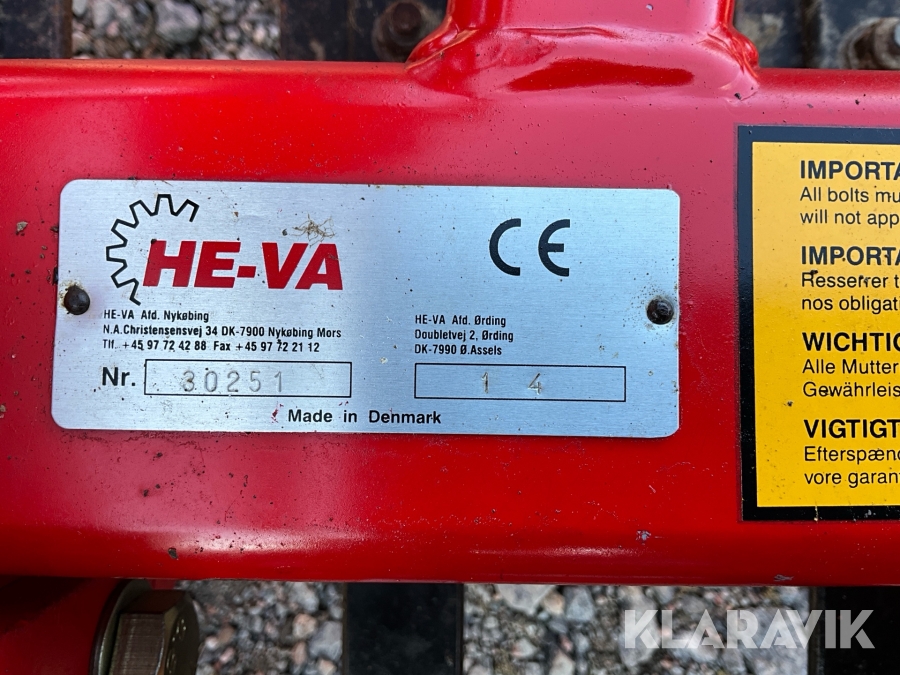 HE-VA
CE
HE-VA Afd. Nykøbing
N.A.Christensensvej 34 DK-7900 Nykøbing Mors
Tlf. +45 97 72 42 88 Fax +45 97 72 21 12
HE-VA Afd. Ørding
Doubletvej 2, Ørding
DK-7990 Ø.Assels
Nr. 30251
1 4
Made in Denmark
IMPORTA
All bolts mu
will not app
IMPORTA
Resserrer t
nos obligat
WICHTIG
Alle Mutter
Gewährleis
VIGTIGT
Efterspænd
vore garant
KLARAVIK